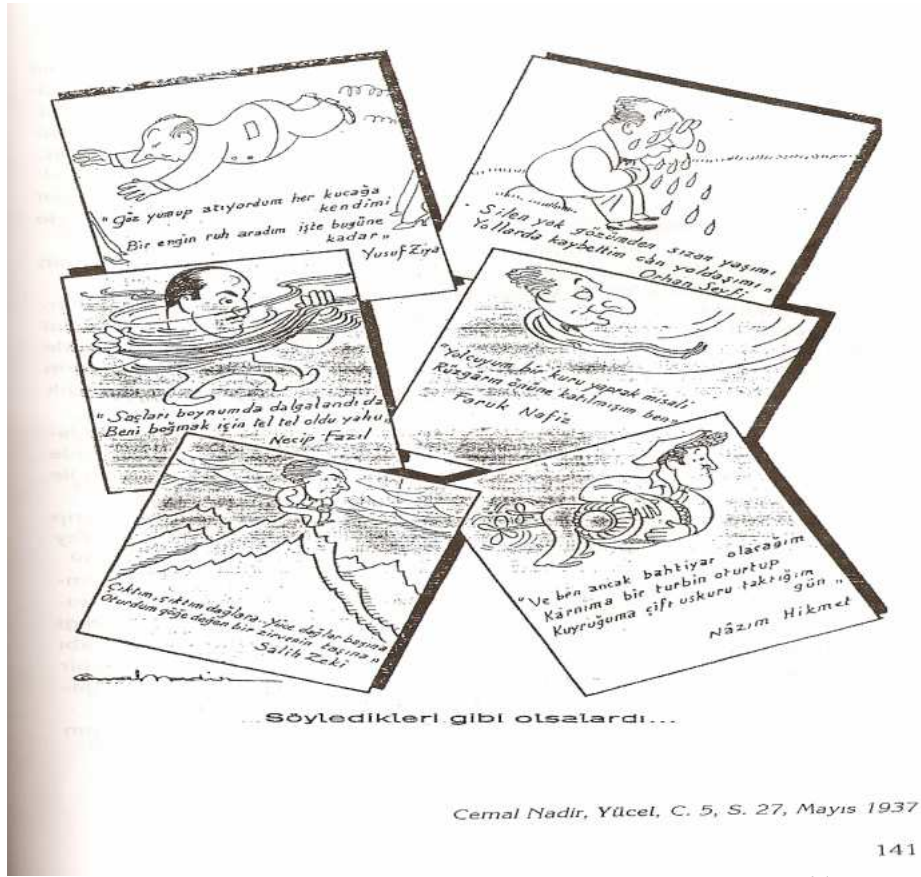 "Göz yumup atıyordum her kucağa
kendimi
Bir engin ruh aradım işte bugüne
kadar"
Yusuf Ziya
Silen yok gözümden sızan yaşımı
Yollarda kaybettim can yoldaşımı"
Orhan Seyfi
"Saçları boynumda dalgalandı da
Beni boğmak için tel tel oldu yahu"
Necip Fazıl
"Yolcuyum bir kuru yaprak misali
Rüzgârın önüne katılmışım ben"
Faruk Nafiz
Çıktım, çıktım dağlara.. Yüce dağlar başına
Oturdum göğe değen bir zirvenin taşına"
Salih Zeki
"Ve ben ancak bahtiyar olacağım
Karnıma bir turbin oturtup
Kuyruğuma çift uskuru taktığım
gün"
Nâzım Hikmet
Cemal Nadir
...Söyledikleri gibi olsalardı...
Cemal Nadir, Yücel, C. 5, S. 27, Mayıs 1937
141